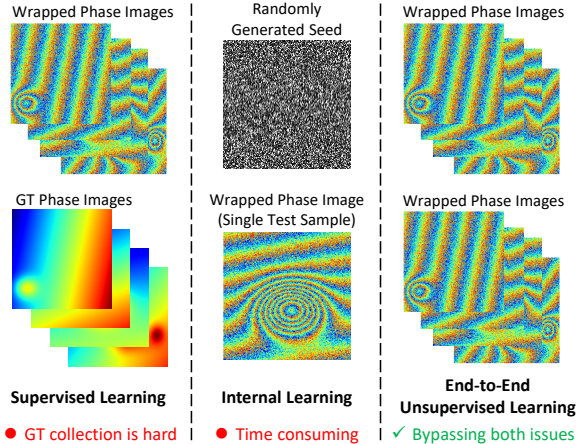 Wrapped Phase Images
GT Phase Images
Supervised Learning
● GT collection is hard
Randomly
Generated Seed
Wrapped Phase Image
(Single Test Sample)
Internal Learning
● Time consuming
Wrapped Phase Images
Wrapped Phase Images
End-to-End
Unsupervised Learning
✓ Bypassing both issues